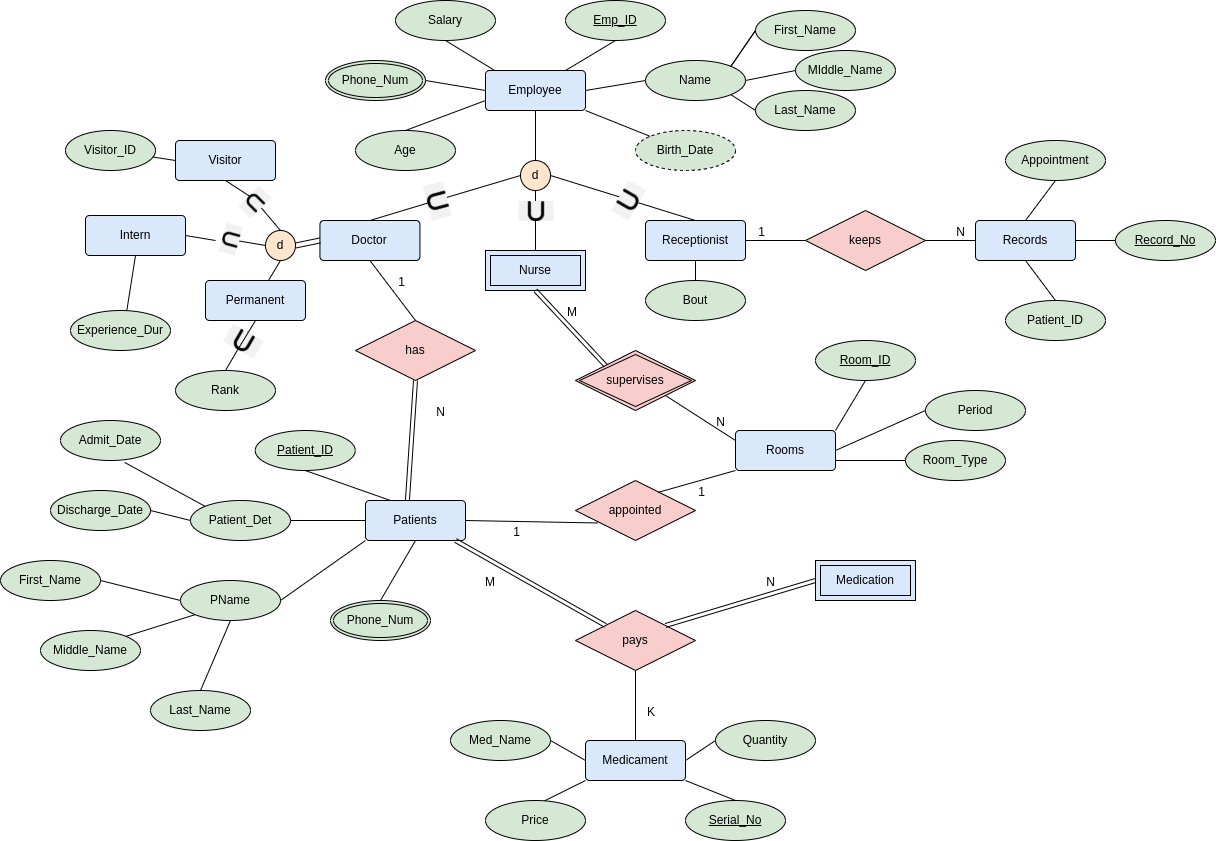 Salary
Emp_ID
First_Name
Phone_Num
Employee
Name
MIddle_Name
Last_Name
Age
Birth_Date
Visitor_ID
Visitor
d
Appointment
U
U
U
U
Intern
U
d
Doctor
Nurse
Receptionist
1
keeps
N
Records
Record_No
Permanent
1
Bout
Patient_ID
Experience_Dur
U
M
has
supervises
Room_ID
Rank
N
N
Period
Admit_Date
Patient_ID
Rooms
Room_Type
Discharge_Date
Patient_Det
Patients
1
appointed
1
First_Name
PName
M
N
Medication
Phone_Num
Middle_Name
pays
Last_Name
K
Med_Name
Quantity
Medicament
Price
Serial_No